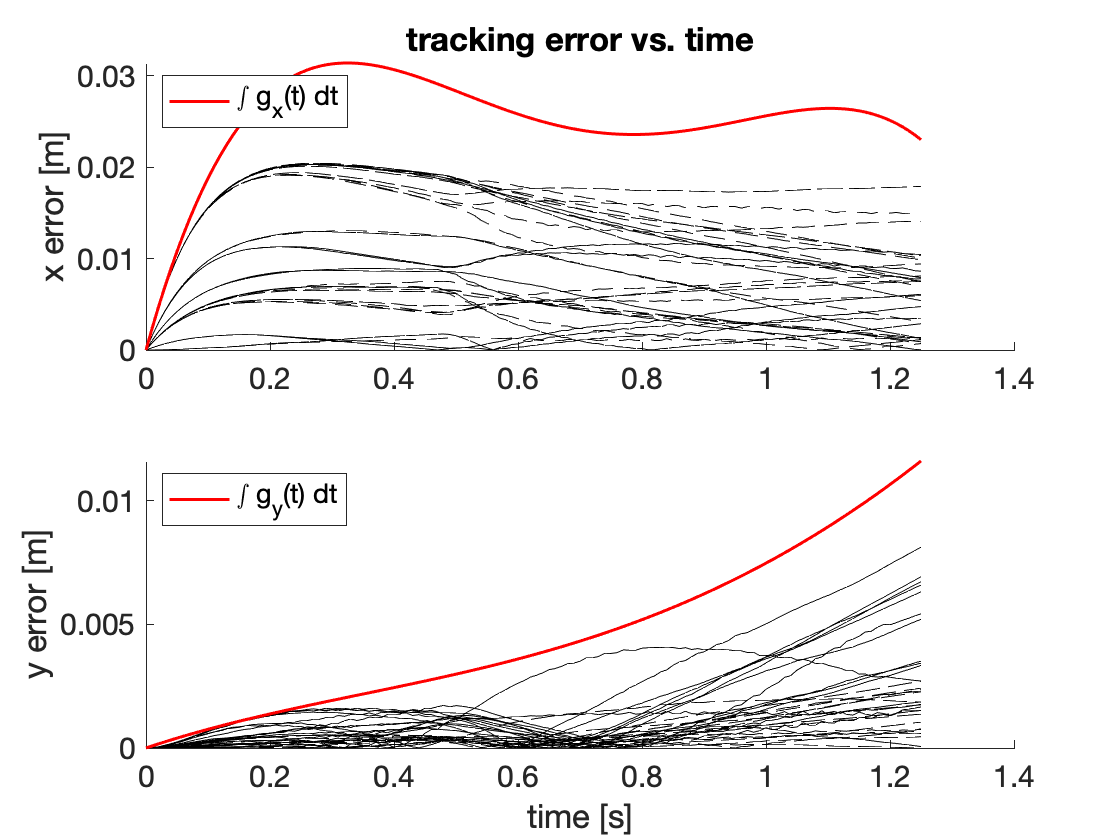 tracking error vs. time
x error [m]
0.03
0.02
0.01
0
∫ gx(t) dt
0 0.2 0.4 0.6 0.8 1 1.2 1.4
y error [m]
0.01
0.005
0
∫ gy(t) dt
0 0.2 0.4 0.6 0.8 1 1.2 1.4
time [s]